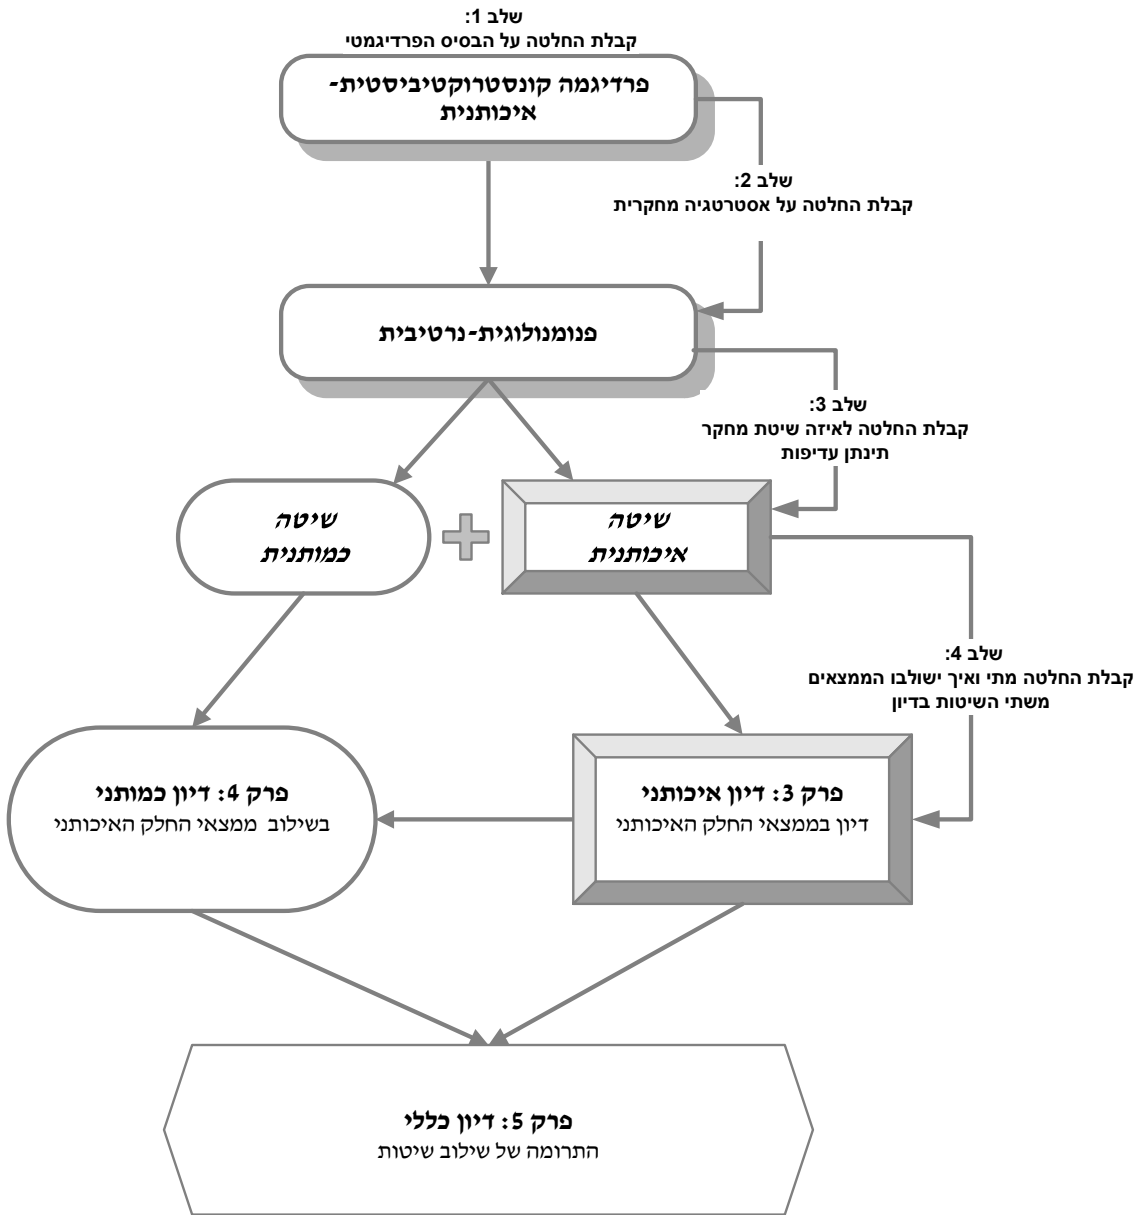 שלב 1:
קבלת החלטה על הבסיס הפרדיגמטי
פרדיגמה קונסטרוקטיביסטית-
איכותנית
שלב 2:
קבלת החלטה על אסטרטגיה מחקרית
פנומנולוגית-נרטיבית
שלב 3:
קבלת החלטה לאיזה שיטת מחקר
תינתן עדיפות
שיטה
איכותנית
שיטה
כמותנית
שלב 4:
קבלת החלטה מתי ואיך ישולבו הממצאים
משתי השיטות בדיון
פרק 3: דיון איכותני
דיון בממצאי החלק האיכותני
פרק 4: דיון כמותני
בשילוב ממצאי החלק האיכותני
פרק 5: דיון כללי
התרומה של שילוב שיטות